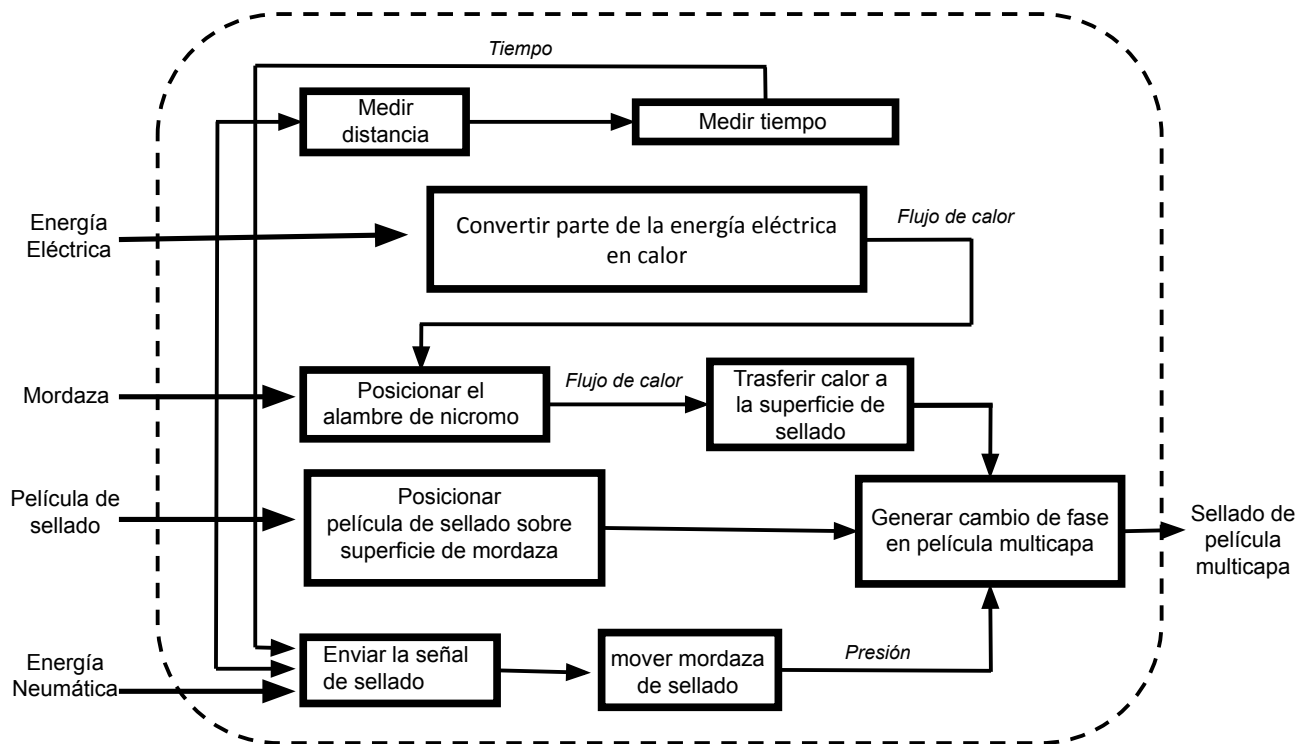 Tiempo
Medir
distancia
Medir tiempo
Energía
Eléctrica
Convertir parte de la energía eléctrica
en calor
Flujo de calor
Mordaza
Posicionar el
alambre de nicromo
Flujo de calor
Trasferir calor a
la superficie de
sellado
Película de
sellado
Posicionar
película de sellado sobre
superficie de mordaza
Generar cambio de fase
en película multicapa
Sellado de
película
multicapa
Energía
Neumática
Enviar la señal
de sellado
mover mordaza
de sellado
Presión